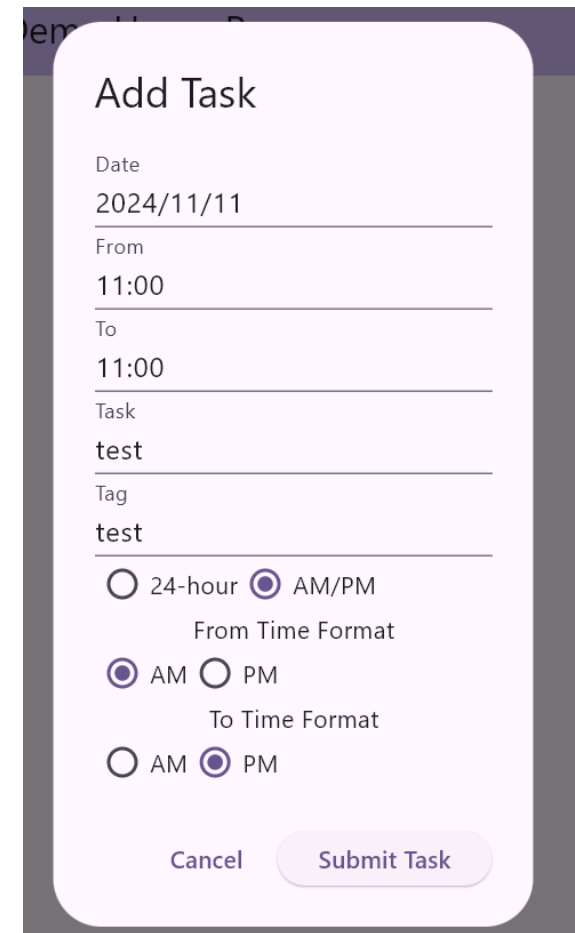 Add Task
Date
2024/11/11
From
11:00
To
11:00
Task
test
Tag
test
24-hour AM/PM
From Time Format
AM PM
To Time Format
AM PM
Cancel Submit Task